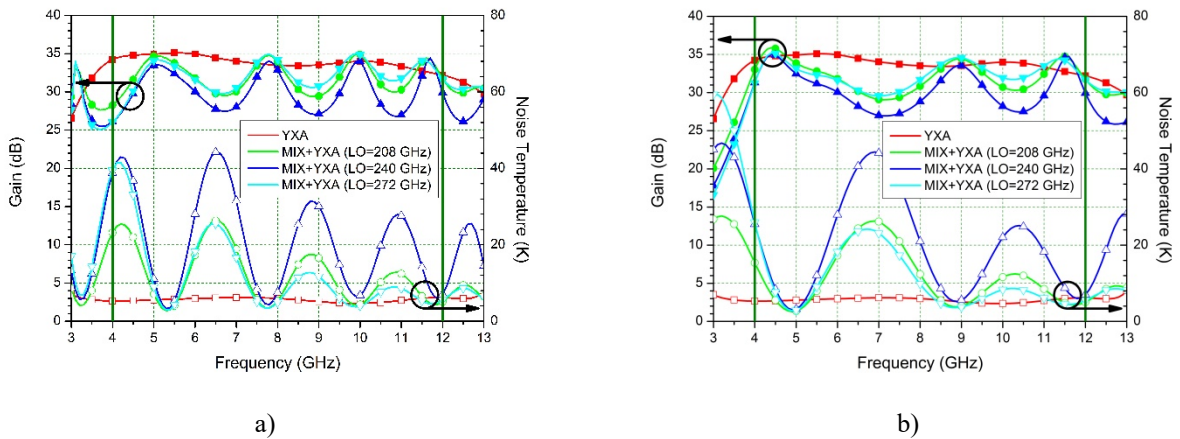 40
35
30
25
20
15
10
5
0
Gain (dB)
80
60
40
20
0
Noise Temperature (K)
YXA
MIX+YXA (LO=208 GHz)
MIX+YXA (LO=240 GHz)
MIX+YXA (LO=272 GHz)
3 4 5 6 7 8 9 10 11 12 13
Frequency (GHz)
a)
40
35
30
25
20
15
10
5
0
Gain (dB)
80
60
40
20
0
Noise Temperature (K)
YXA
MIX+YXA (LO=208 GHz)
MIX+YXA (LO=240 GHz)
MIX+YXA (LO=272 GHz)
3 4 5 6 7 8 9 10 11 12 13
Frequency (GHz)
b)